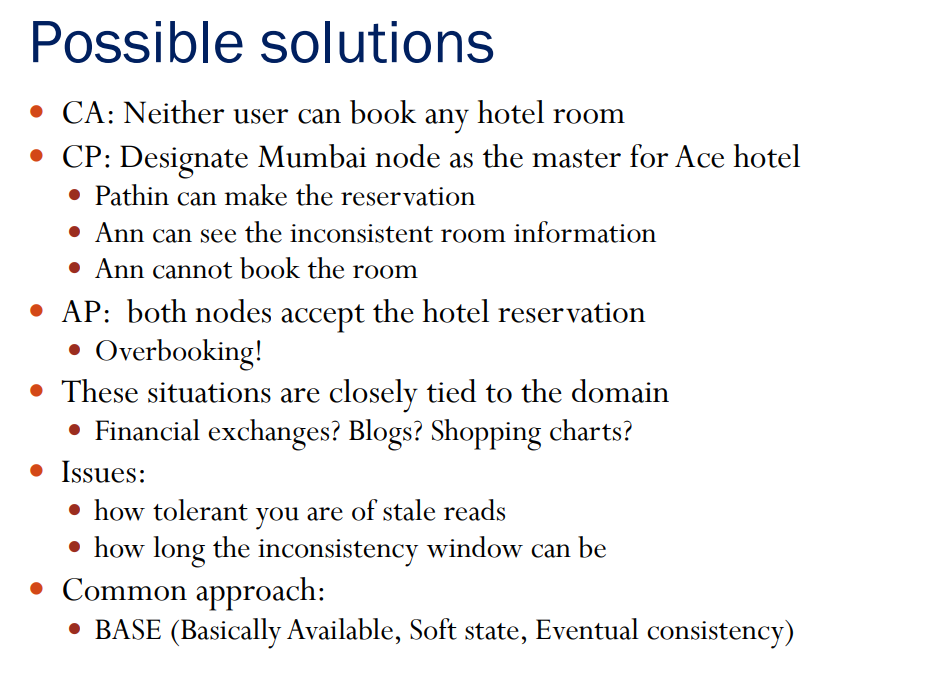 Possible solutions
CA: Neither user can book any hotel room
CP: Designate Mumbai node as the master for Ace hotel
Pathin can make the reservation
Ann can see the inconsistent room information
Ann cannot book the room
AP:  both nodes accept the hotel reservation
Overbooking!
These situations are closely tied to the domain
Financial exchanges? Blogs? Shopping charts?
Issues:
how tolerant you are of stale reads
how long the inconsistency window can be
Common approach:
BASE (Basically Available, Soft state, Eventual consistency)